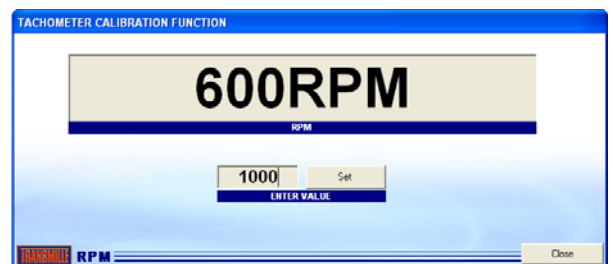 TACHOMETER CALIBRATION FUNCTION
600RPM
RPM
1000 Set
ENTER VALUE
TRANSMILLE RPM Close